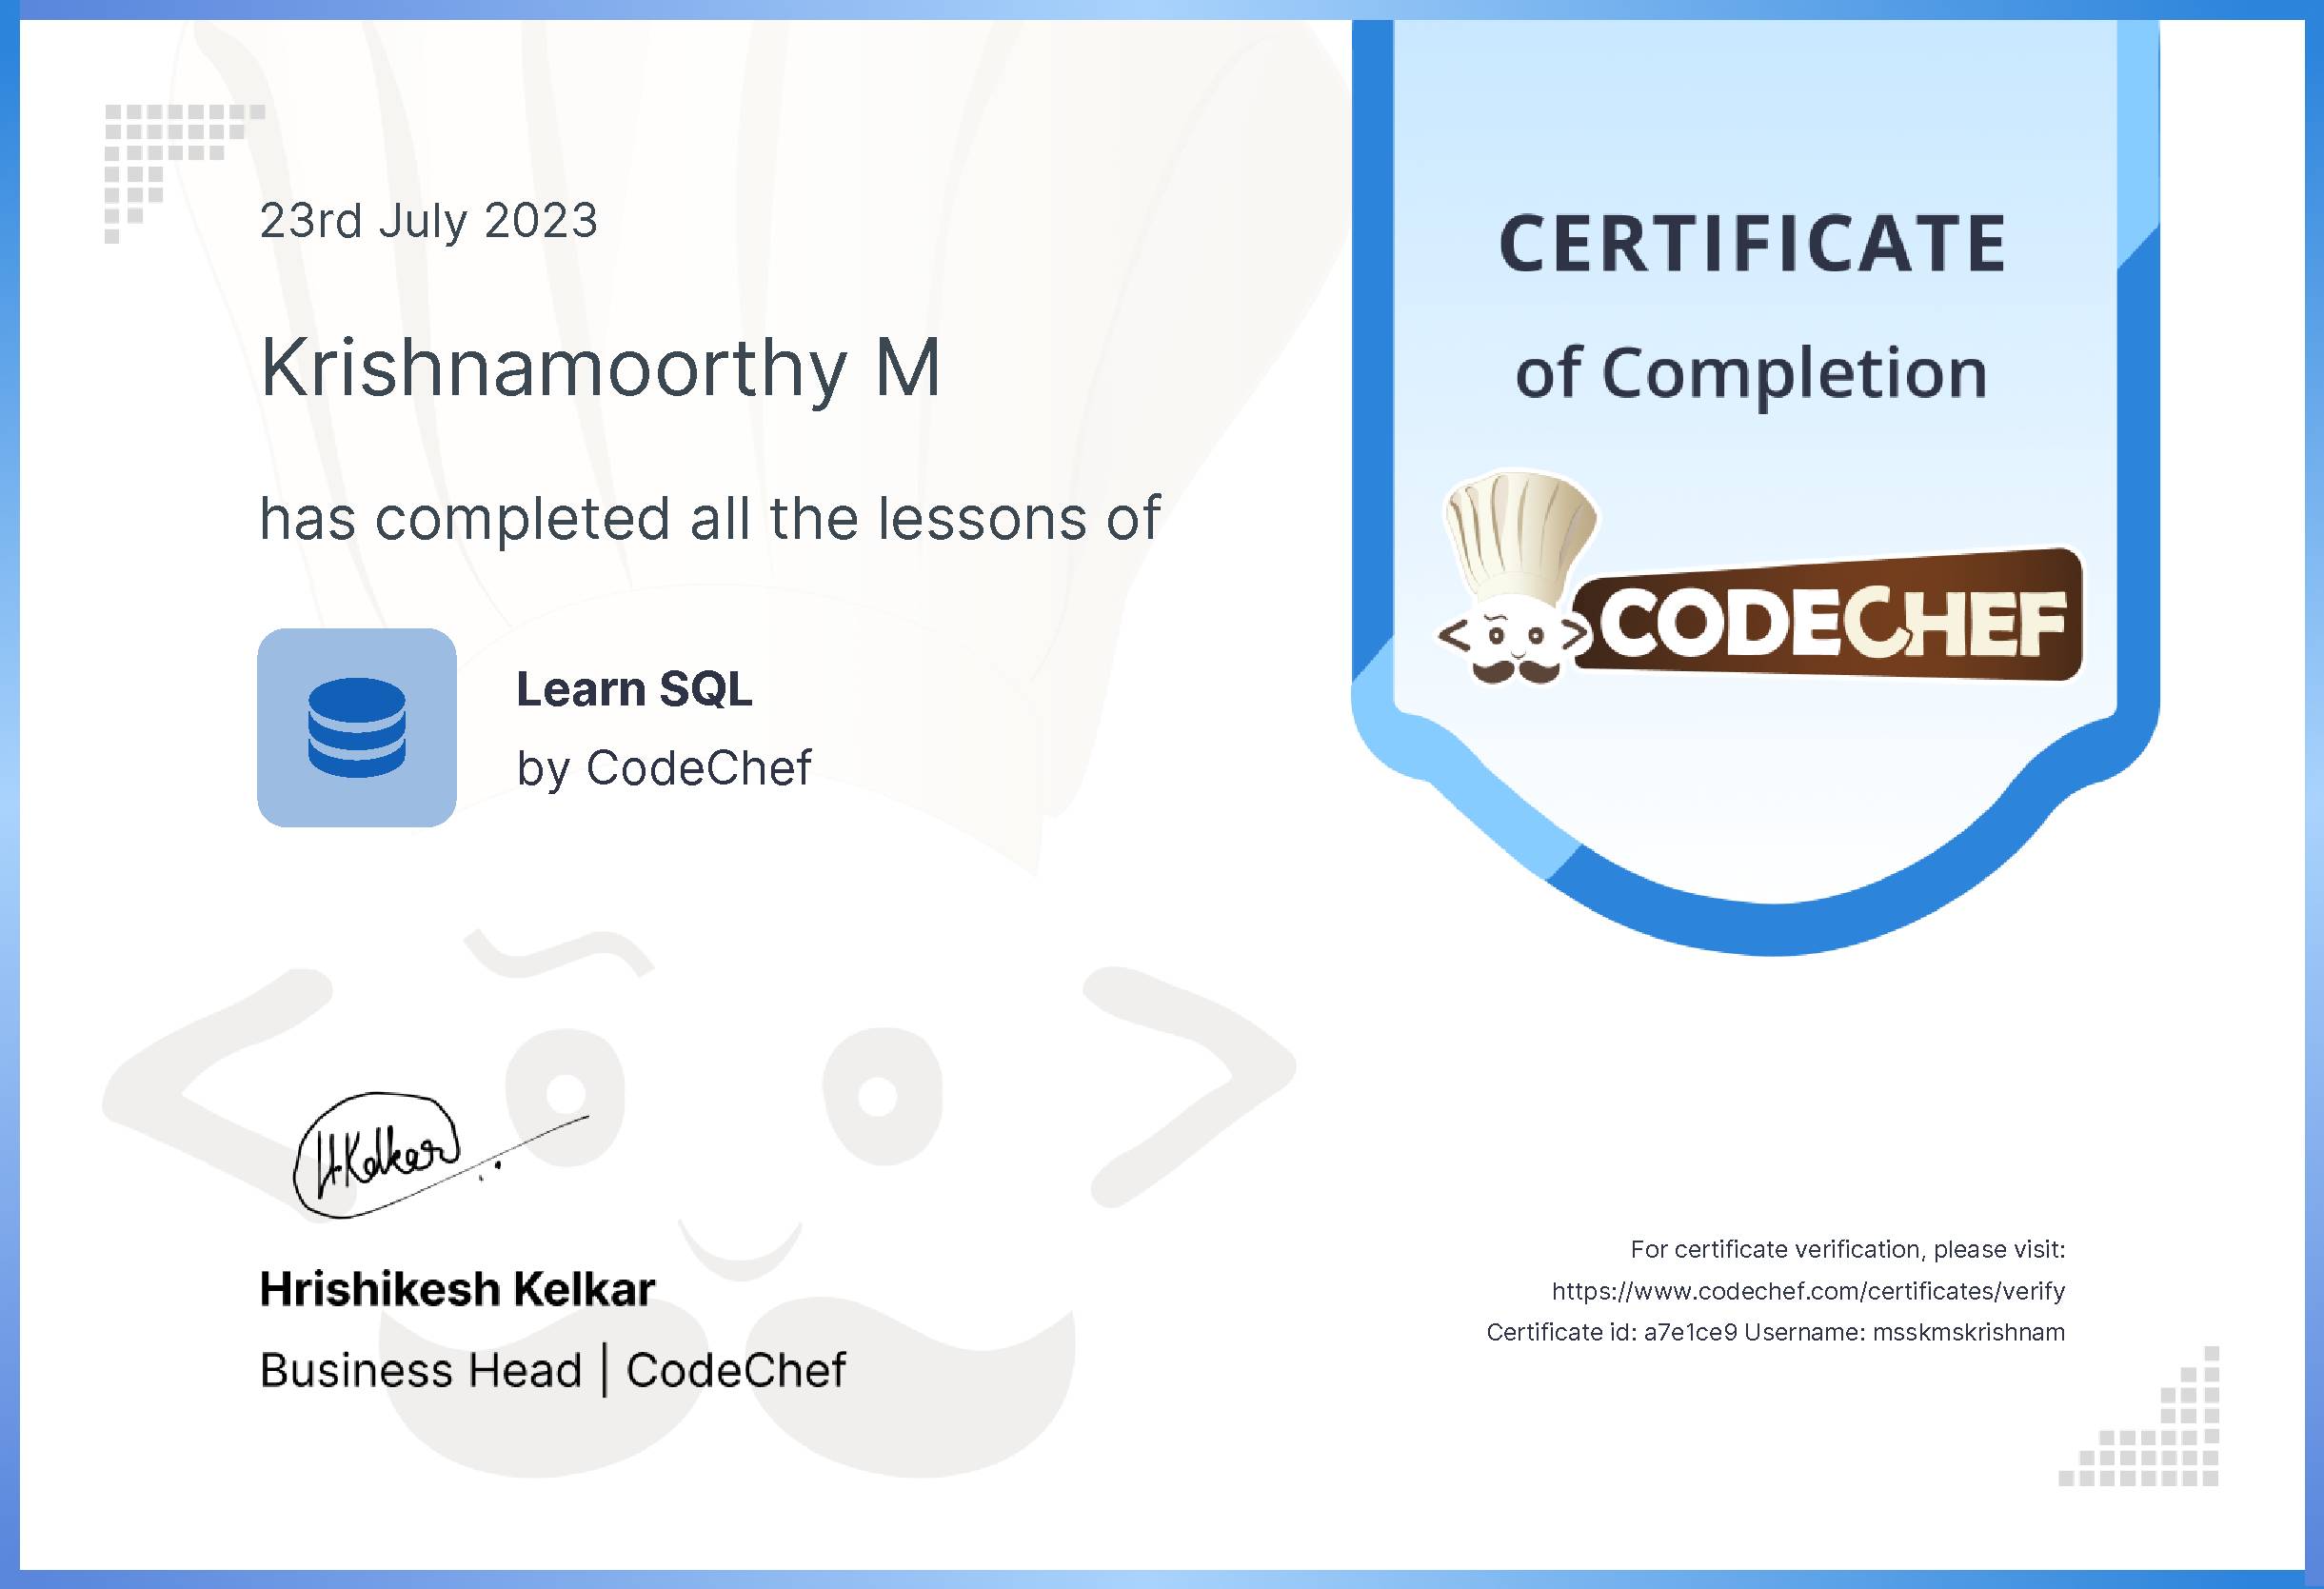 23rd July 2023
Krishnamoorthy M
has completed all the lessons of
Learn SQL
by CodeChef
HKelkar
Hrishikesh Kelkar
Business Head | CodeChef
CERTIFICATE
of Completion
CODECHEF
For certificate verification, please visit:
https://www.codechef.com/certificates/verify
Certificate id: a7e1ce9 Username: msskmskrishnam